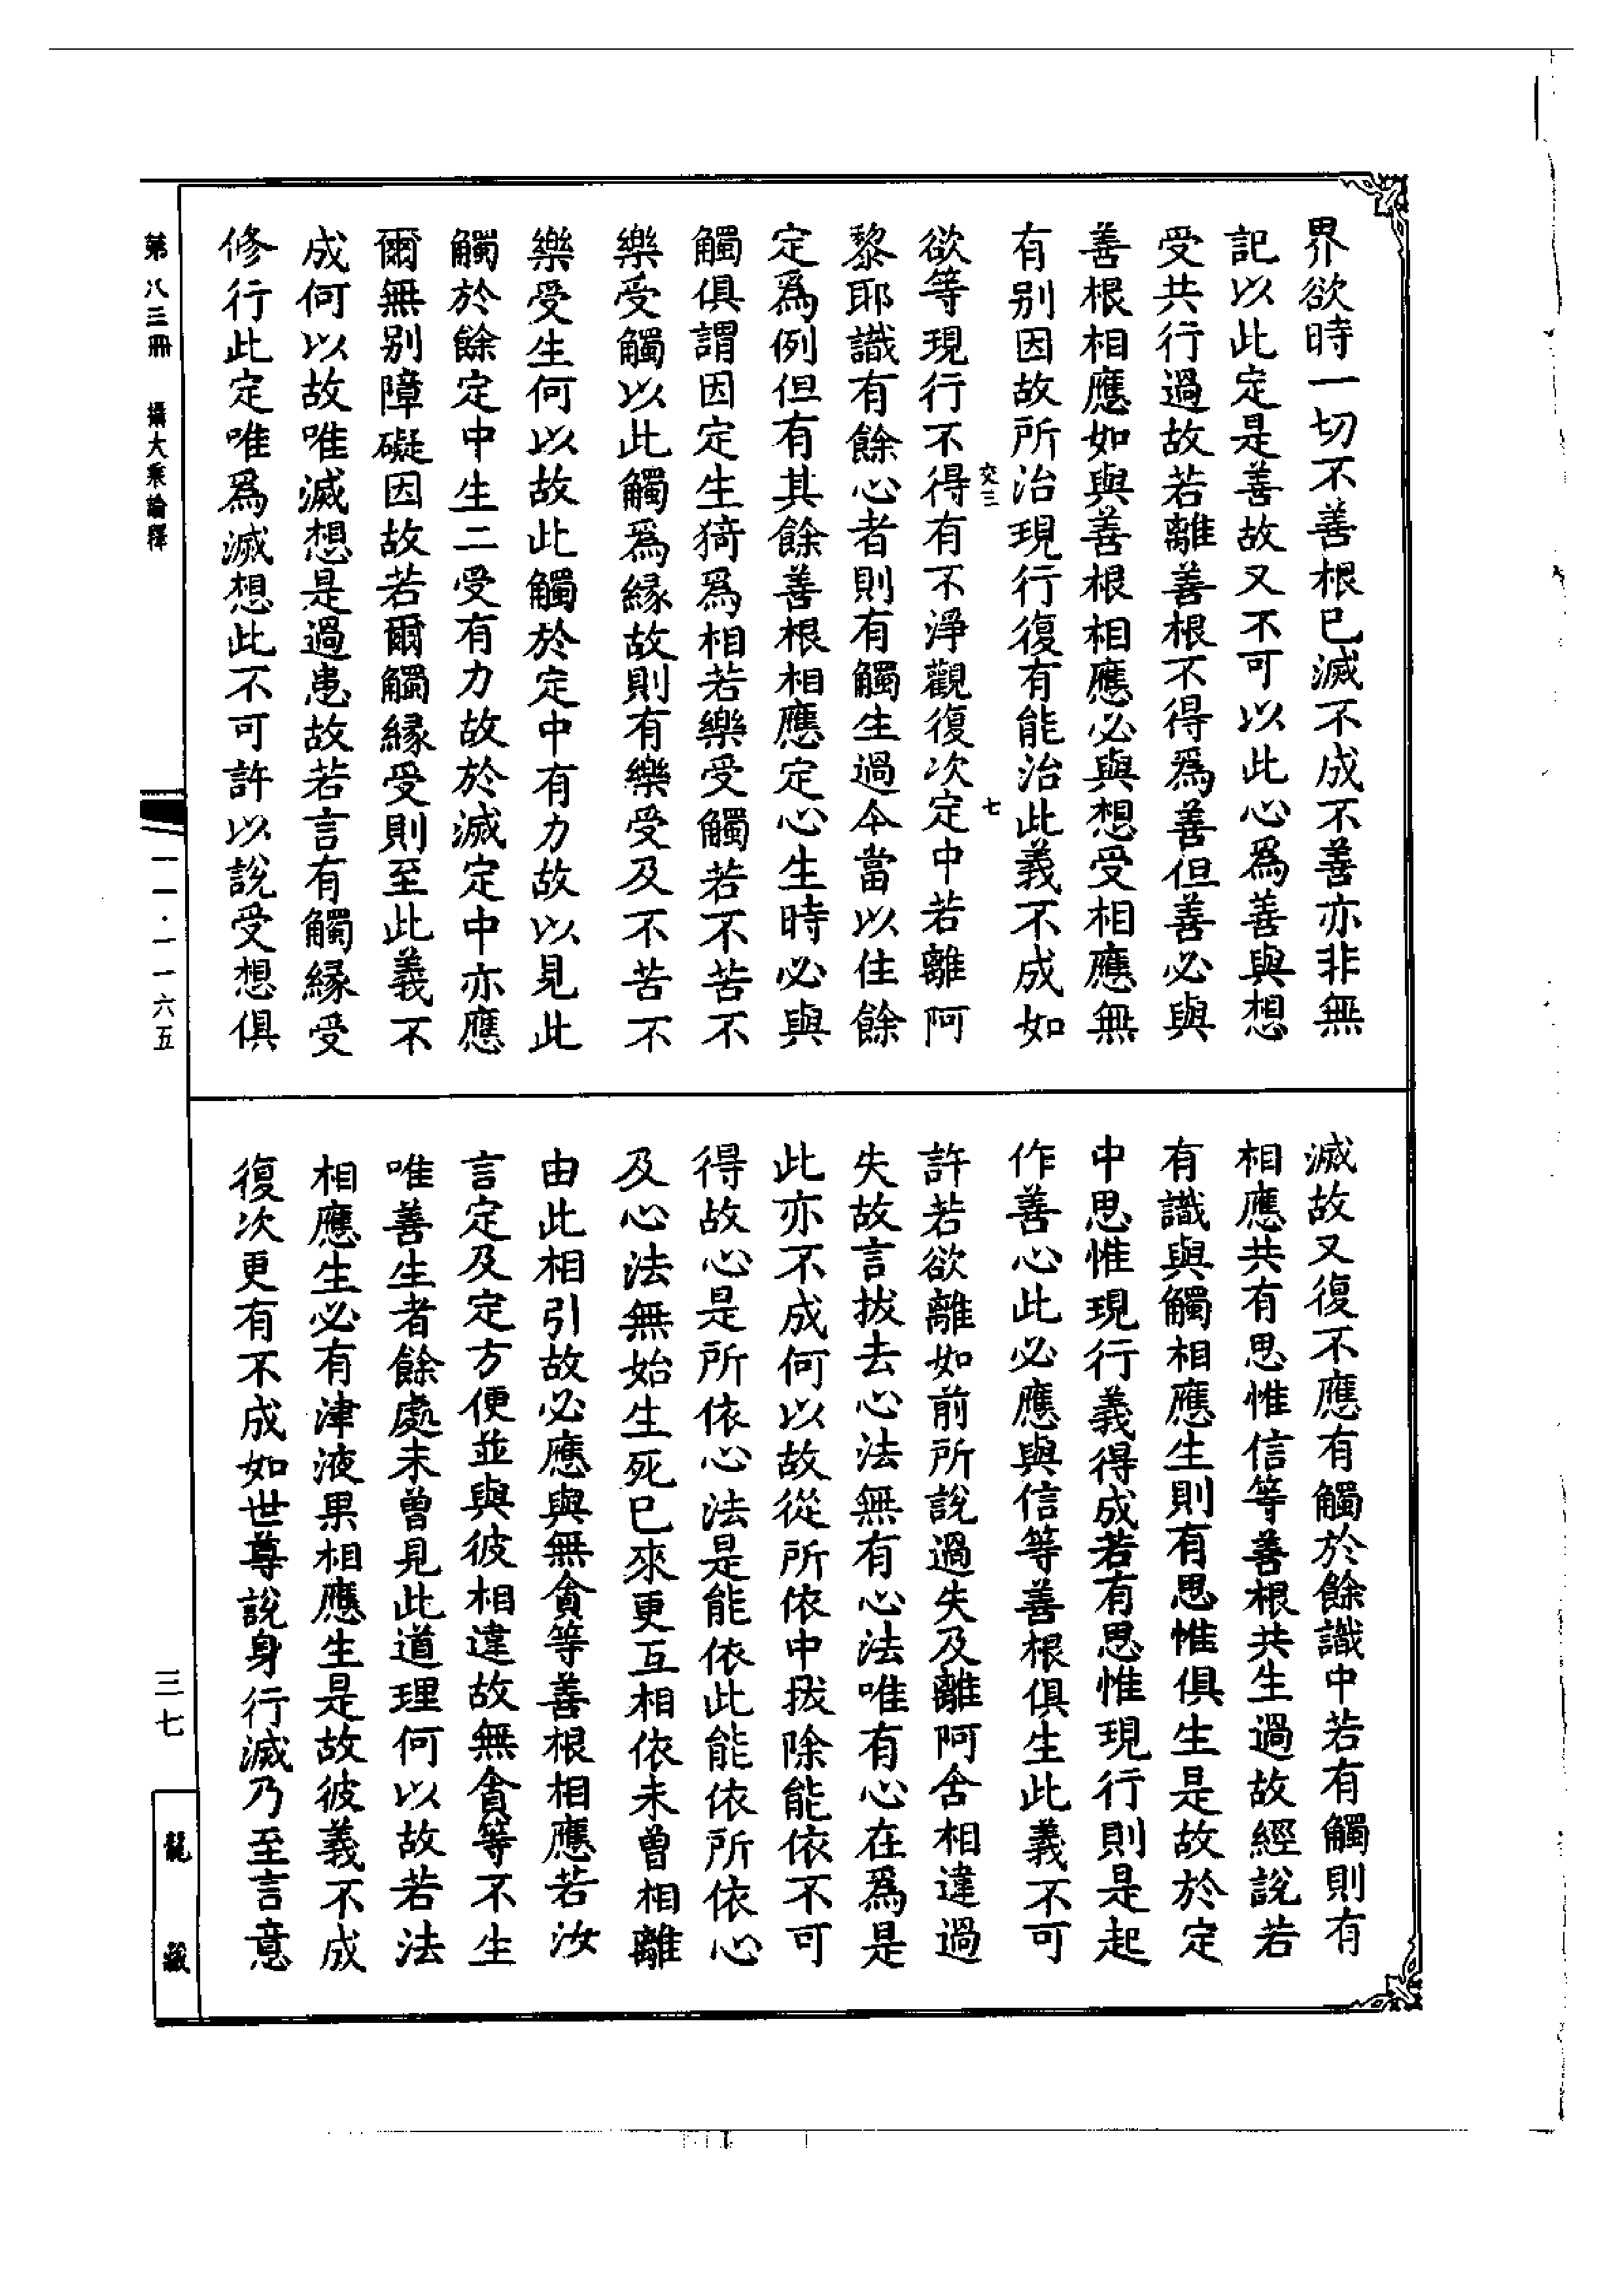 界欲時一切不善根已滅不成不善亦非無
記以此定是善故又不可以此心爲善與想
受共行過故若離善根不得爲善但善必與
善根相應如與善根相應必與想受相應無
有别因故所治現行復有能治此義不成如
交三
七
欲等現行不得有不淨觀復次定中若離阿
黎耶識有餘心者則有觸生過今當以住餘
定爲例但有其餘善根相應定心生時必與
觸俱謂因定生猗爲相若樂受觸若不苦不
樂受觸以此觸爲緣故則有樂受及不苦不
樂受生何以故此觸於定中有力故以見此
觸於餘定中生二受有力故於滅定中亦應
爾無别障礙因故若爾觸緣受則至此義不
成何以故唯滅想是過患故若言有觸緣受
修行此定唯爲滅想此不可許以說受想俱
滅故又復不應有觸於餘識中若有觸則有
相應共有思惟信等善根共生過故經說若
有識與觸相應生則有思惟俱生是故於定
中思惟現行義得成若有思惟現行則是起
作善心此必應與信等善根俱生此義不可
許若欲離如前所說過失及離阿含相違過
失故言拔去心法無有心法唯有心在爲是
此亦不成何以故從所依中拔除能依不可
得故心是所依心法是能依此能依所依心
及心法無始生死已來更互相依未曾相離
由此相引故必應與無貪等善根相應若汝
言定及定方便並與彼相違故無貪等不生
唯善生者餘處未曾見此道理何以故若法
相應生必有津液果相應生是故彼義不成
復次更有不成如世尊說身行滅乃至言意
第八三冊　攝大乘論釋
一一·一一六五
三七
龍藏